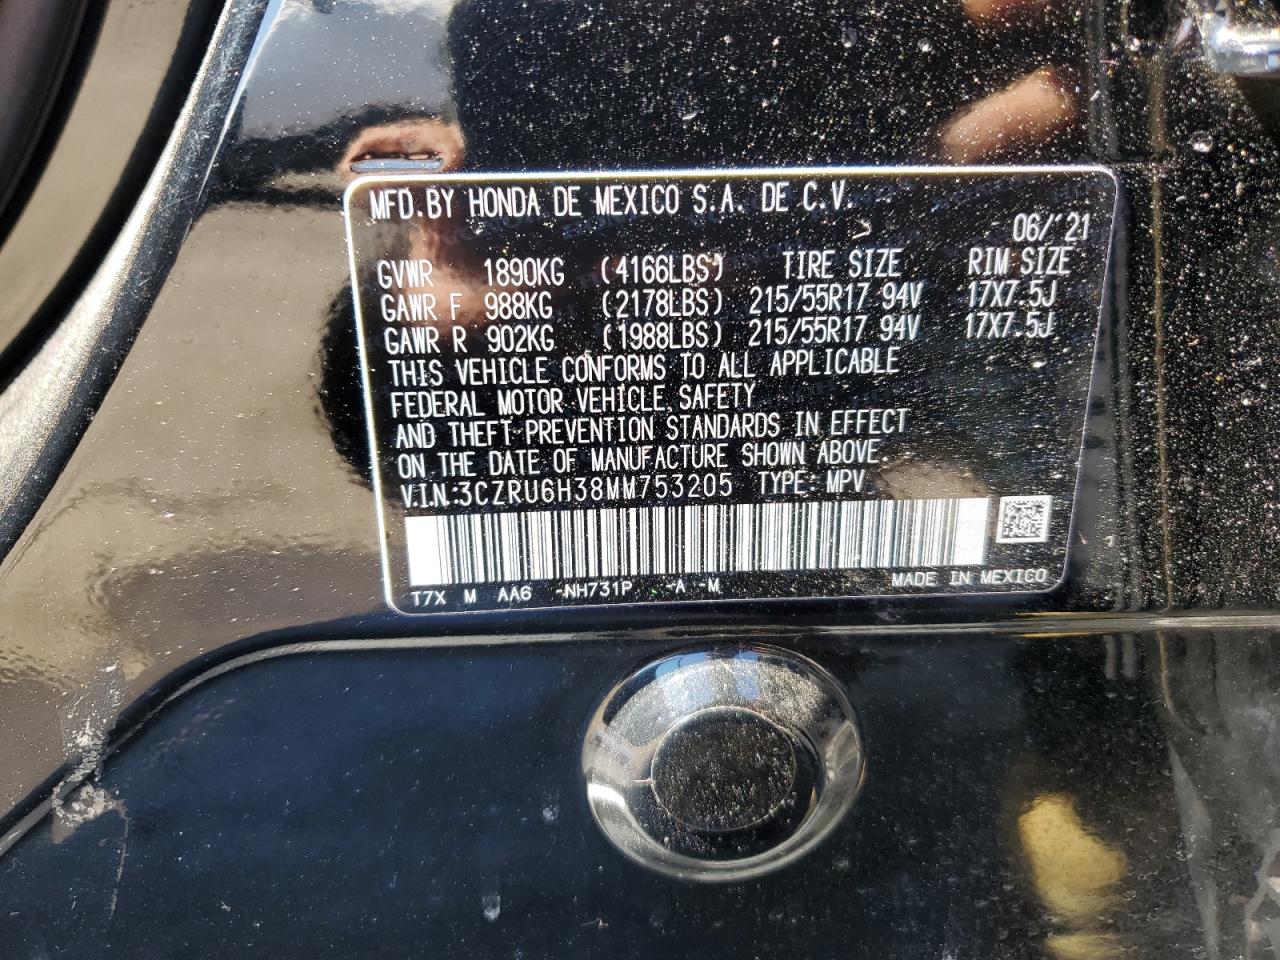 MFD.BY HONDA DE MEXICO S.A. DE C.V.
06/'21
GVWR 1890KG (4166LBS) TIRE SIZE RIM SIZE
GAWR F 988KG (2178LBS) 215/55R17 94V 17X7.5J
GAWR R 902KG (1988LBS) 215/55R17 94V 17X7.5J
THIS VEHICLE CONFORMS TO ALL APPLICABLE
FEDERAL MOTOR VEHICLE SAFETY
AND THEFT PREVENTION STANDARDS IN EFFECT
ON THE DATE OF MANUFACTURE SHOWN ABOVE.
V.I.N:3CZRU6H38MM753205 TYPE: MPV
T7X M AA6 -NH731P -A -M MADE IN MEXICO